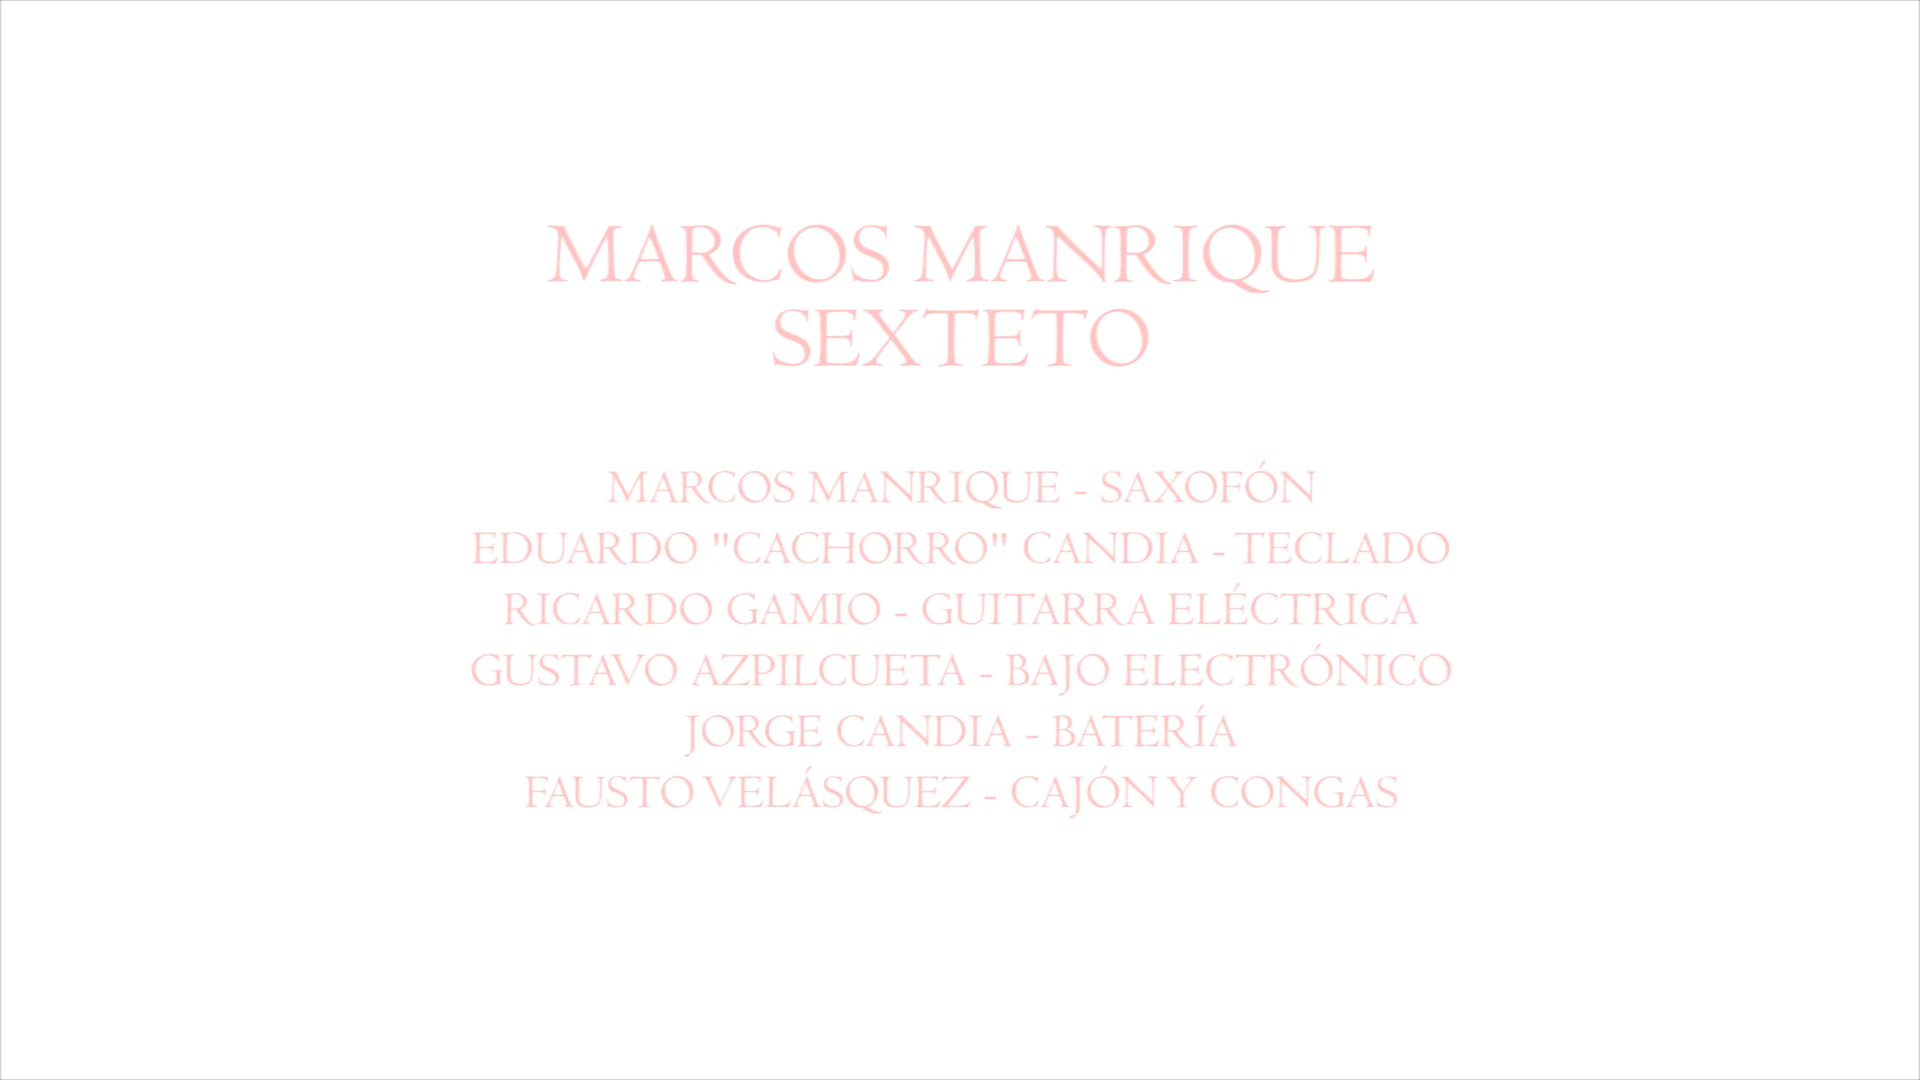 MARCOS MANRIQUE
SEXTETO
MARCOS MANRIQUE - SAXOFÓN
EDUARDO "CACHORRO" CANDIA - TECLADO
RICARDO GAMIO - GUITARRA ELÉCTRICA
GUSTAVO AZPILCUETA - BAJO ELECTRÓNICO
JORGE CANDIA - BATERÍA
FAUSTO VELÁSQUEZ - CAJÓN Y CONGAS